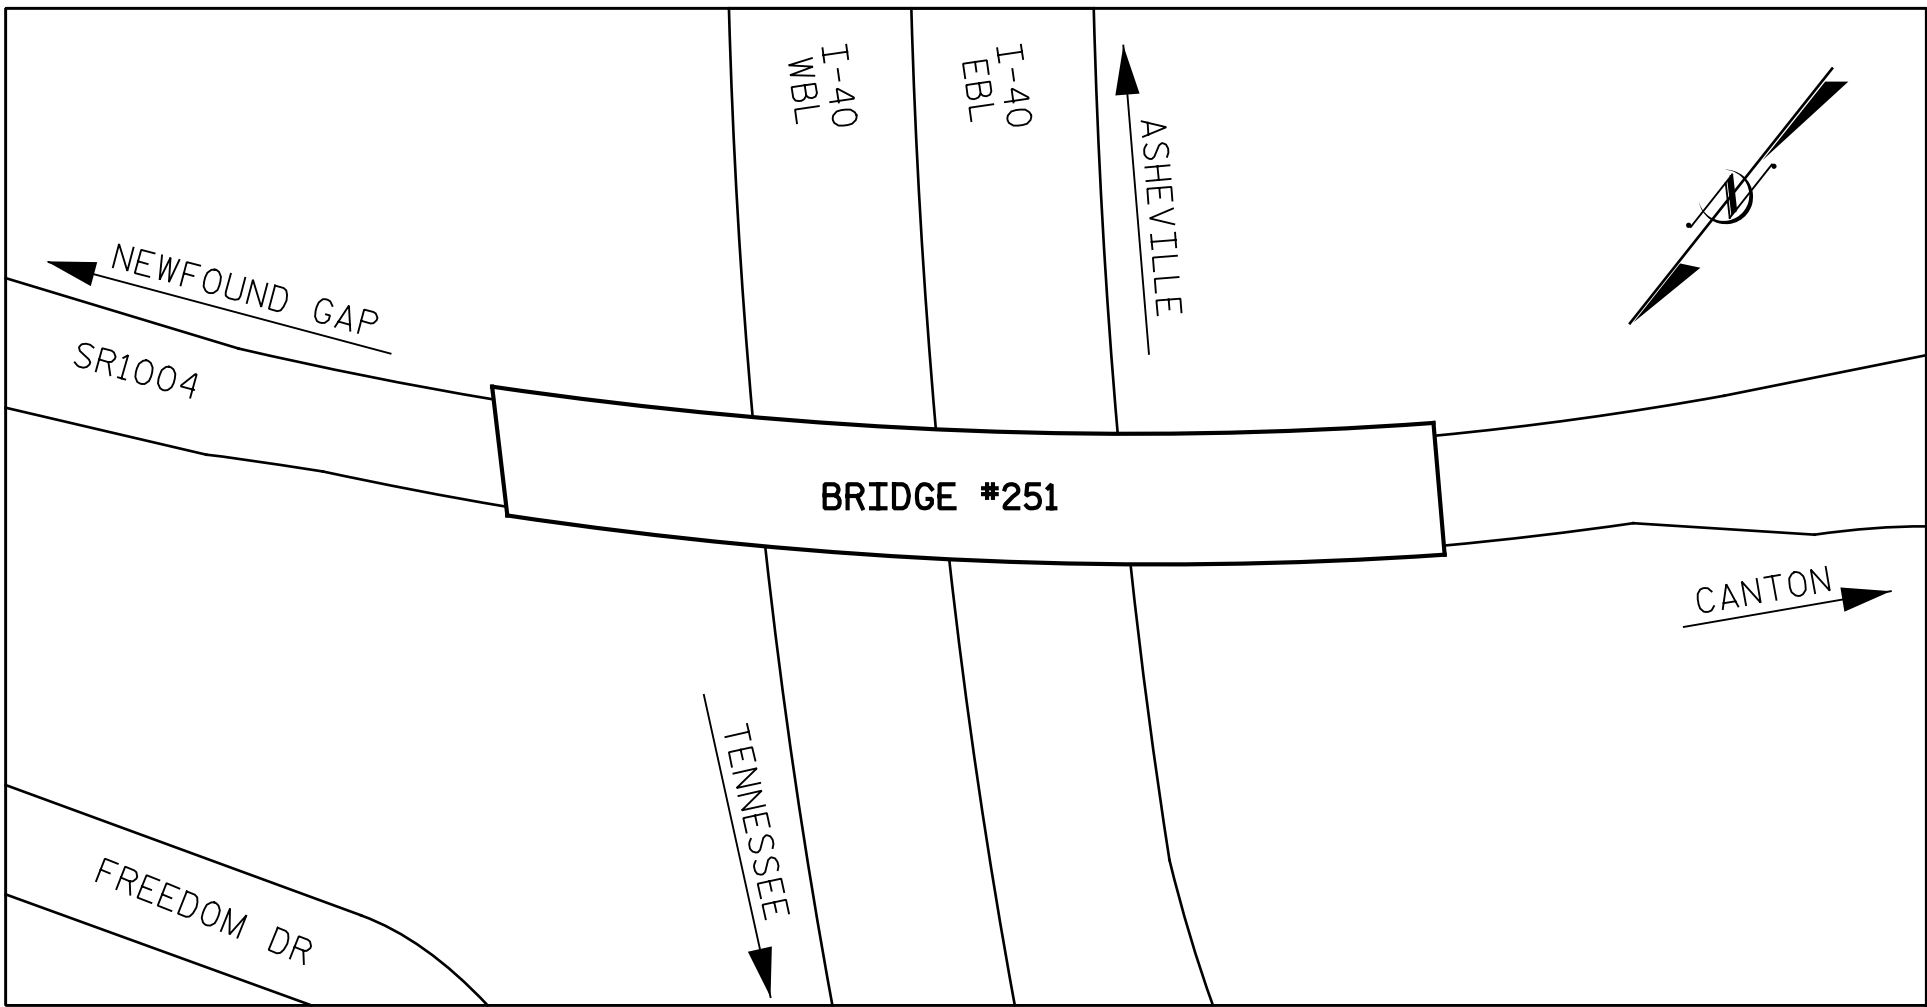 I-40
WBL
I-40
EBL
ASHEVILLE
N
NEWFOUND GAP
SR1004
BRIDGE #251
CANTON
TENNESSEE
FREEDOM DR